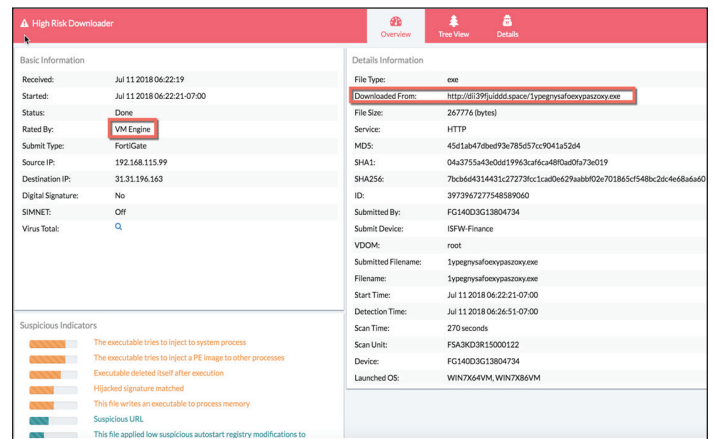 High Risk Downloader
Overview
Tree View
Details
Basic Information
Received: Jul 11 2018 06:22:19
Started: Jul 11 2018 06:22:21-07:00
Status: Done
Rated By: VM Engine
Submit Type: FortiGate
Source IP: 192.168.115.99
Destination IP: 31.31.196.163
Digital Signature: No
SIMNET: Off
Virus Total:
Suspicious Indicators
The executable tries to inject to system process
The executable tries to inject a PE image to other processes
Executable deleted itself after execution
Hijacked signature matched
This file writes an executable to process memory
Suspicious URL
This file applied low suspicious autostart registry modifications to
Details Information
File Type: exe
Downloaded From: http://dii39fjuiddd.space/1ypegnysafoexypaszoxy.exe
File Size: 267776 (bytes)
Service: HTTP
MD5: 45d1ab47dbed93e785d57cc9041a52d4
SHA1: 04a3755a43e0dd19963caf6ca48f0ad0fa73e019
SHA256: 7bcb6d4314431c27273fcc1cad0e629aabbf02e701865cf548bc2dc4e68a6a60
ID: 3973967277548589060
Submitted By: FG140D3G13804734
Submit Device: ISFW-Finance
VDOM: root
Submitted Filename: 1ypegnysafoexypaszoxy.exe
Filename: 1ypegnysafoexypaszoxy.exe
Start Time: Jul 11 2018 06:22:21-07:00
Detection Time: Jul 11 2018 06:26:51-07:00
Scan Time: 270 seconds
Scan Unit: FSA3KD3R15000122
Device: FG140D3G13804734
Launched OS: WIN7X64VM, WIN7X86VM